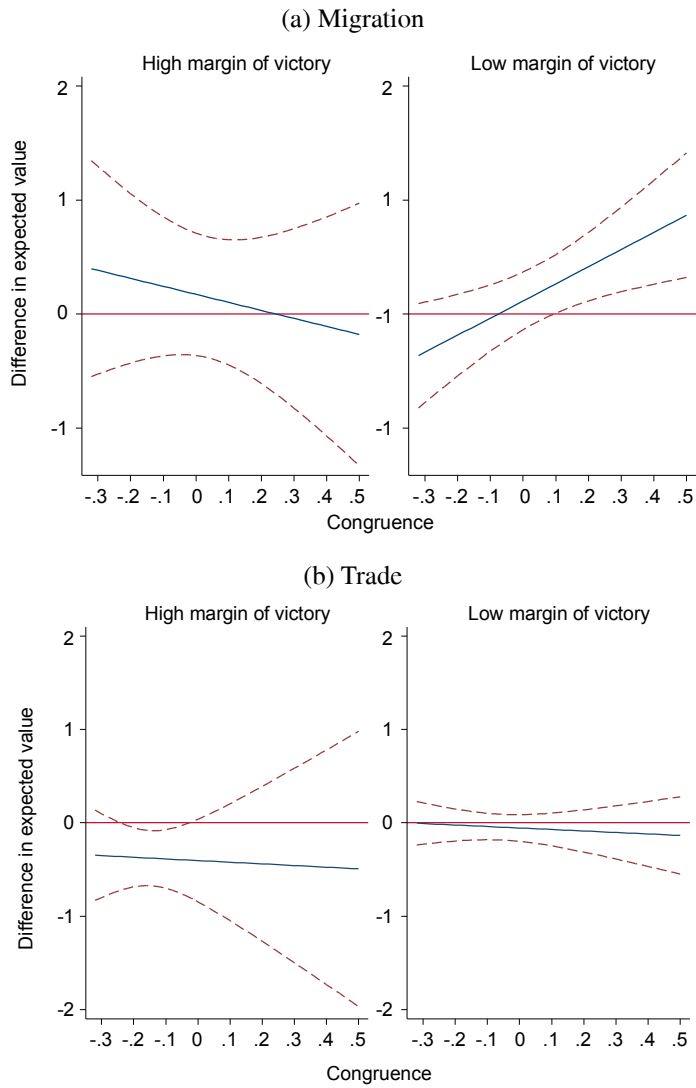 (a) Migration
High margin of victory
Low margin of victory
Difference in expected value
2
1
0
-1
2
1
-1
-1
-.3 -.2 -.1 0 .1 .2 .3 .4 .5
-.3 -.2 -.1 0 .1 .2 .3 .4 .5
Congruence
(b) Trade
High margin of victory
Low margin of victory
Difference in expected value
2
1
0
-1
-2
2
1
0
-1
-2
-.3 -.2 -.1 0 .1 .2 .3 .4 .5
-.3 -.2 -.1 0 .1 .2 .3 .4 .5
Congruence